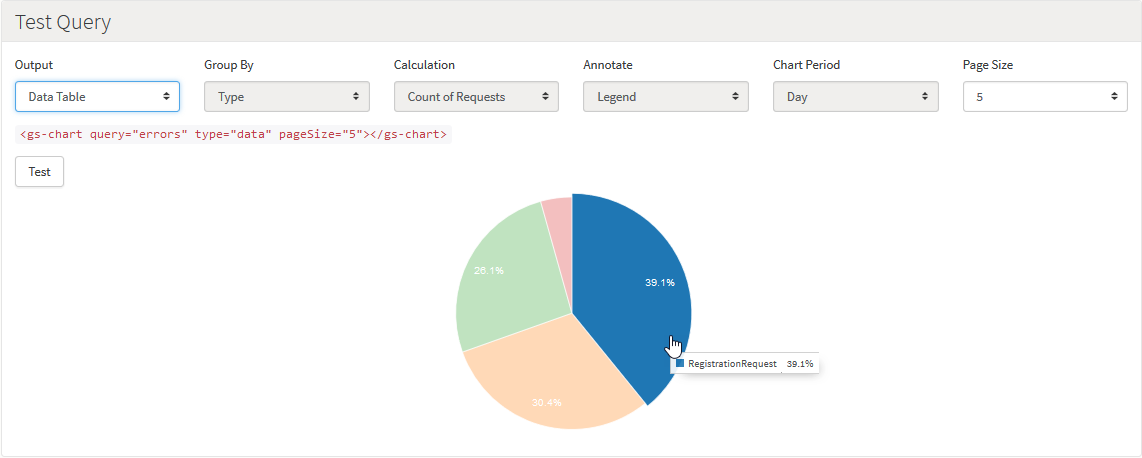 Test Query
Output Group By Calculation Annotate Chart Period Page Size
Data Table Type Count of Requests Legend Day 5
<gs-chart query="errors" type="data" pageSize="5"></gs-chart>
Test
26.1%
39.1%
RegistrationRequest 39.1%
30.4%